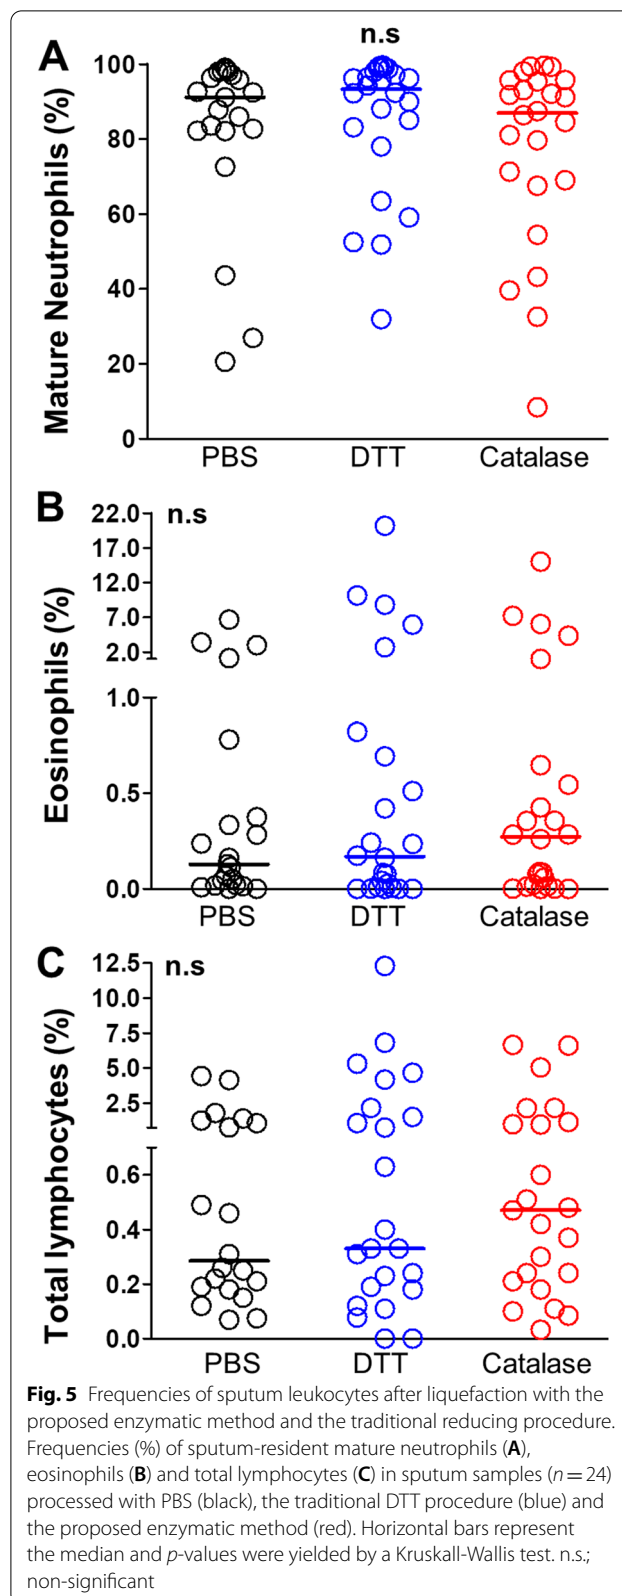 A
n.s
Mature Neutrophils (%)
100
80
60
40
20
0
PBS DTT Catalase
B
n.s
Eosinophils (%)
22.0
17.0
12.0
7.0
2.0
1.0
0.5
0.0
PBS DTT Catalase
C
n.s
Total lymphocytes (%)
12.5
10.0
7.5
5.0
2.5
0.6
0.4
0.2
0.0
PBS DTT Catalase
Fig. 5 Frequencies of sputum leukocytes after liquefaction with the
proposed enzymatic method and the traditional reducing procedure.
Frequencies (%) of sputum-resident mature neutrophils (A),
eosinophils (B) and total lymphocytes (C) in sputum samples (n = 24)
processed with PBS (black), the traditional DTT procedure (blue) and
the proposed enzymatic method (red). Horizontal bars represent
the median and p-values were yielded by a Kruskall-Wallis test. n.s.;
non-significant